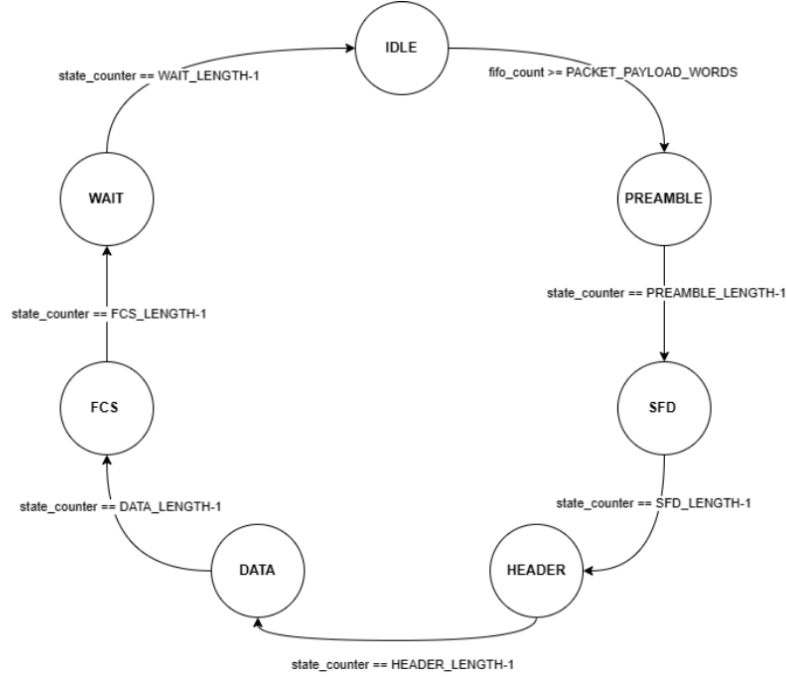 IDLE
state_counter == WAIT_LENGTH-1
fifo_count >= PACKET_PAYLOAD_WORDS
WAIT
PREAMBLE
state_counter == PREAMBLE_LENGTH-1
state_counter == FCS_LENGTH-1
FCS
SFD
state_counter == DATA_LENGTH-1
state_counter == SFD_LENGTH-1
DATA
HEADER
state_counter == HEADER_LENGTH-1